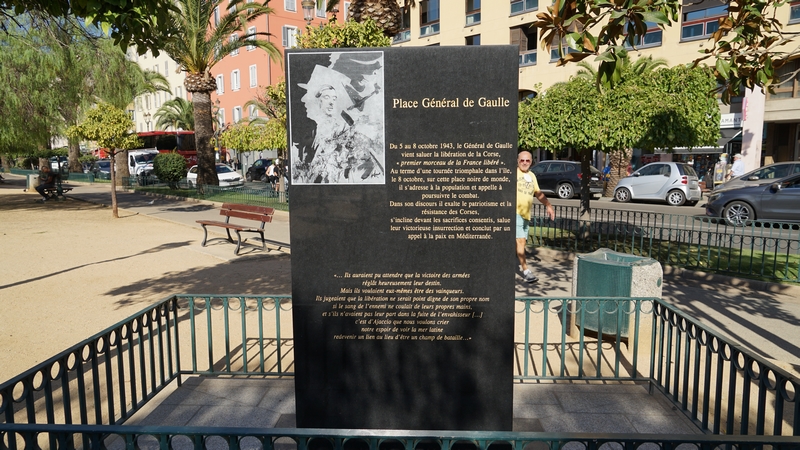 Place Général de Gaulle
Du 5 au 8 octobre 1943, le Général de Gaulle
vient saluer la libération de la Corse,
« premier morceau de la France libéré ».
Au terme d'une tournée triomphale dans l'île,
le 8 octobre, sur cette place noire de monde,
il s'adresse à la population et appelle à
poursuivre le combat.
Dans son discours il exalte le patriotisme et la
résistance des Corses,
s'incline devant les sacrifices consentis, salue
leur victorieuse insurrection et conclut par un
appel à la paix en Méditerranée.
«... Ils auraient pu attendre que la victoire des armées
réglât heureusement leur destin.
Mais ils voulaient eux-mêmes être des vainqueurs.
Ils jugeaient que la libération ne serait point digne de son propre nom
si le sang de l'ennemi ne coulait de leurs propres mains,
et s'ils n'avaient pas leur part dans la fuite de l'envahisseur [...]
c'est d'Ajaccio que nous voulons crier
notre espoir de voir la mer latine
redevenir un lien au lieu d'être un champ de bataille...»